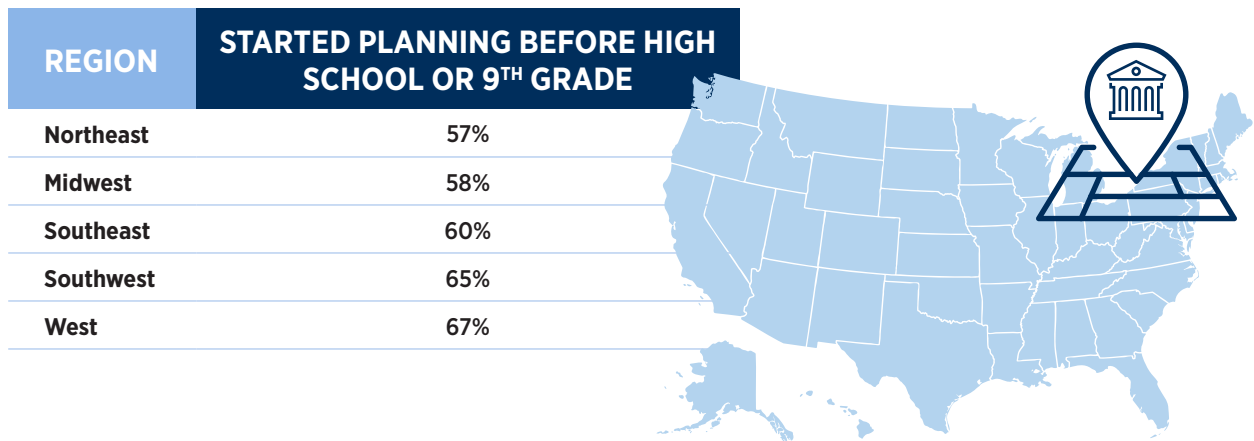 REGION
STARTED PLANNING BEFORE HIGH
SCHOOL OR 9TH GRADE
Northeast 57%
Midwest 58%
Southeast 60%
Southwest 65%
West 67%